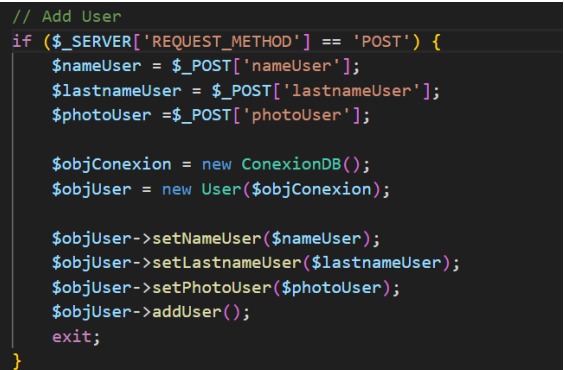 // Add User
if ($_SERVER['REQUEST_METHOD'] == 'POST') {
    $nameUser = $_POST['nameUser'];
    $lastnameUser = $_POST['lastnameUser'];
    $photoUser =$_POST['photoUser'];

    $objConexion = new ConexionDB();
    $objUser = new User($objConexion);

    $objUser->setNameUser($nameUser);
    $objUser->setLastnameUser($lastnameUser);
    $objUser->setPhotoUser($photoUser);
    $objUser->addUser();
    exit;
}